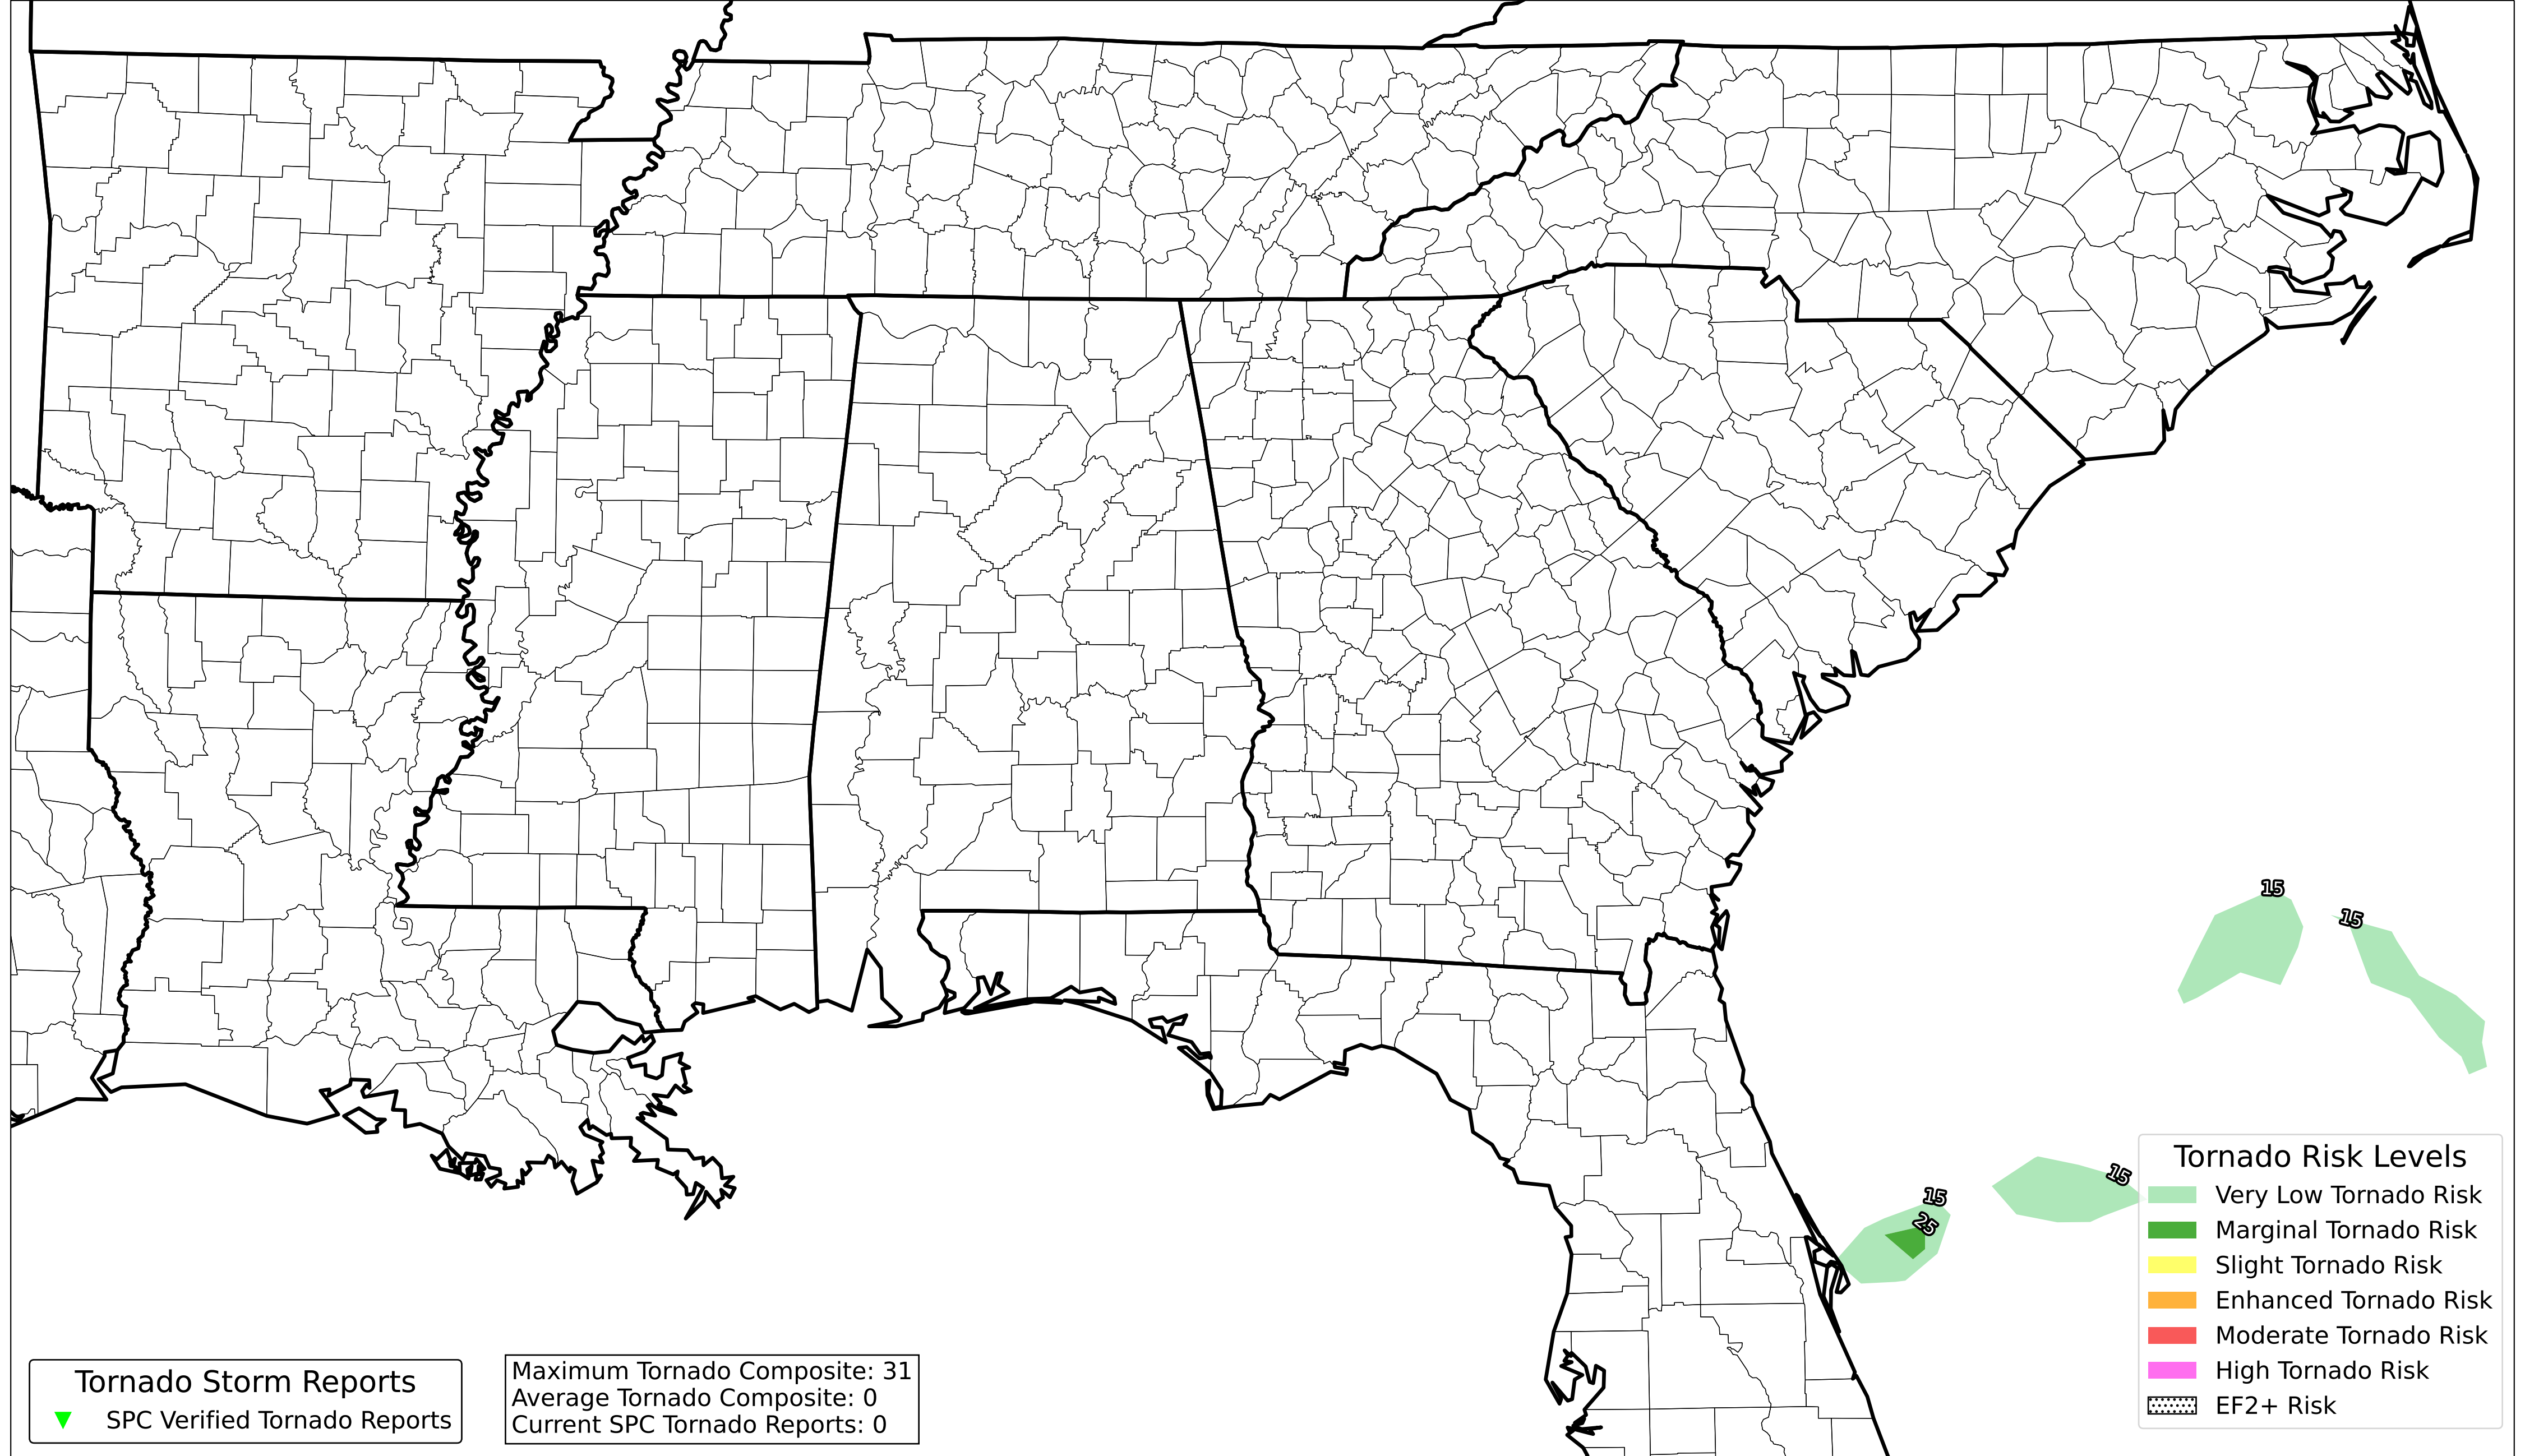 15
15
15
15
25
Tornado Risk Levels
Very Low Tornado Risk
Marginal Tornado Risk
Slight Tornado Risk
Enhanced Tornado Risk
Moderate Tornado Risk
High Tornado Risk
EF2+ Risk
Tornado Storm Reports
SPC Verified Tornado Reports
Maximum Tornado Composite: 31
Average Tornado Composite: 0
Current SPC Tornado Reports: 0